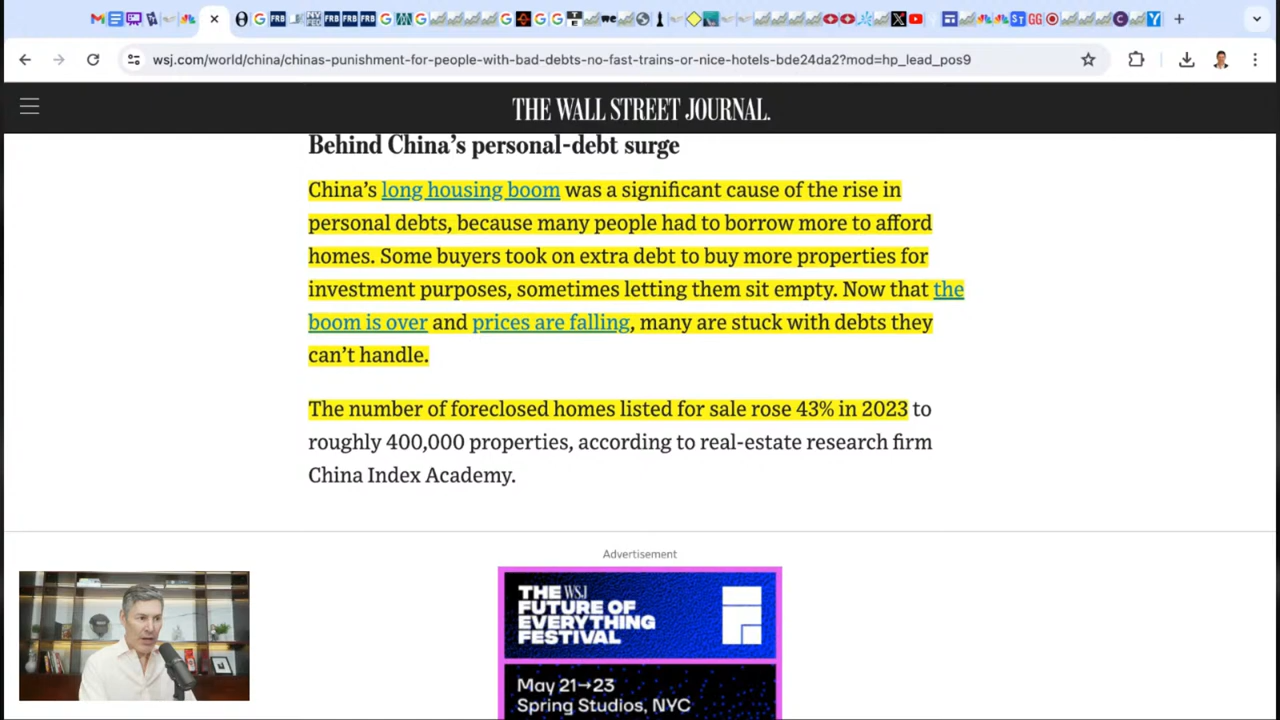 wsj.com/world/china/chinas-punishment-for-people-with-bad-debts-no-fast-trains-or-nice-hotels-bde24da2?mod=hp_lead_pos9
THE WALL STREET JORUNAL.
Behind China’s personal-debt surge
China’s long housing boom was a significant cause of the rise in
personal debts, because many people had to borrow more to afford
homes. Some buyers took on extra debt to buy more properties for
investment purposes, sometimes letting them sit empty. Now that the
boom is over and prices are falling, many are stuck with debts they
can’t handle.
The number of foreclosed homes listed for sale rose 43% in 2023 to
roughly 400,000 properties, according to real-estate research firm
China Index Academy.
Advertisement
THE WSJ
FUTURE OF
EVERYTHING
FESTIVAL
May 21→23
Spring Studios, NYC